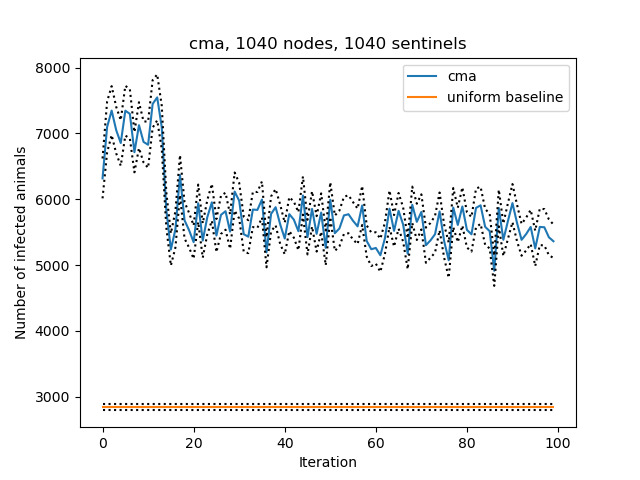 cma, 1040 nodes, 1040 sentinels
cma
uniform baseline
Number of infected animals
8000
7000
6000
5000
4000
3000
0 20 40 60 80 100
Iteration